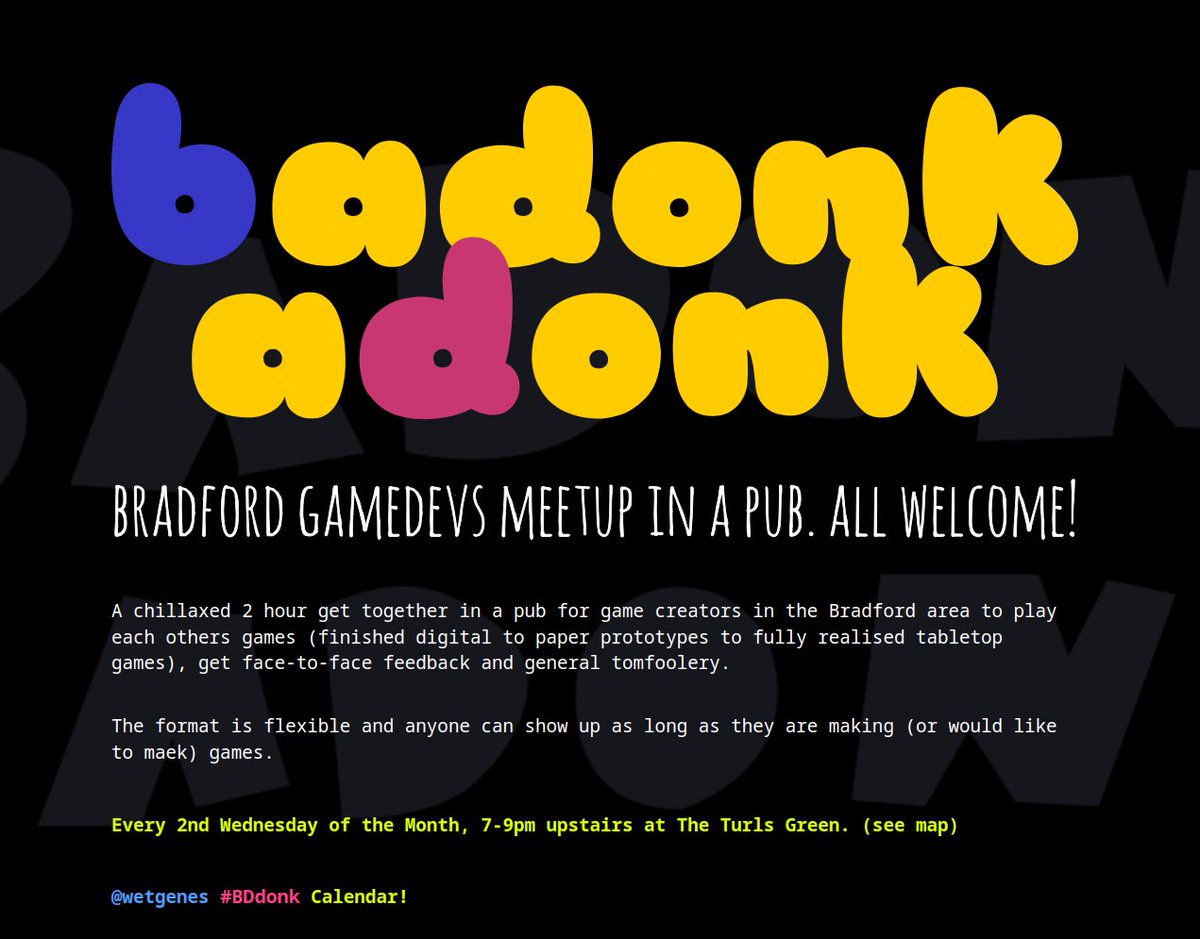 badonk
adonk
BRADFORD GAMEDEVS MEETUP IN A PUB. ALL WELCOME!
A chillaxed 2 hour get together in a pub for game creators in the Bradford area to play
each others games (finished digital to paper prototypes to fully realised tabletop
games), get face-to-face feedback and general tomfoolery.
The format is flexible and anyone can show up as long as they are making (or would like
to maek) games.
Every 2nd Wednesday of the Month, 7-9pm upstairs at The Turls Green. (see map)
@wetgenes #BDdonk Calendar!